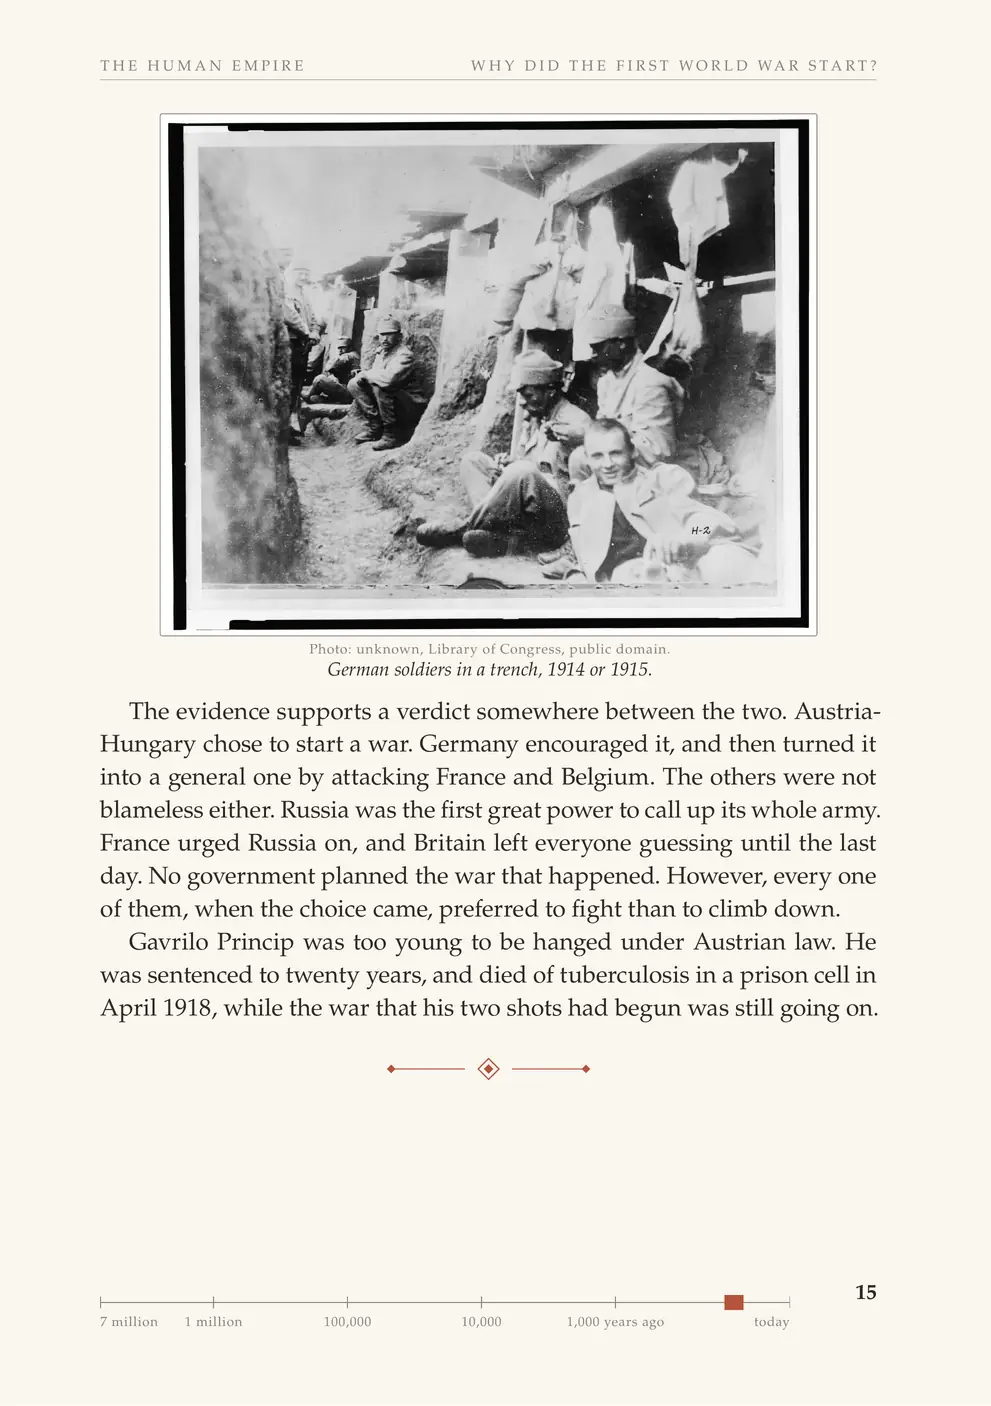 THE HUMAN EMPIRE
WHY DID THE FIRST WORLD WAR START?
H-2
Photo: unknown, Library of Congress, public domain.
German soldiers in a trench, 1914 or 1915.
The evidence supports a verdict somewhere between the two. Austria-
Hungary chose to start a war. Germany encouraged it, and then turned it
into a general one by attacking France and Belgium. The others were not
blameless either. Russia was the first great power to call up its whole army.
France urged Russia on, and Britain left everyone guessing until the last
day. No government planned the war that happened. However, every one
of them, when the choice came, preferred to fight than to climb down.
Gavrilo Princip was too young to be hanged under Austrian law. He
was sentenced to twenty years, and died of tuberculosis in a prison cell in
April 1918, while the war that his two shots had begun was still going on.
15
7 million
1 million
100,000
10,000
1,000 years ago
today